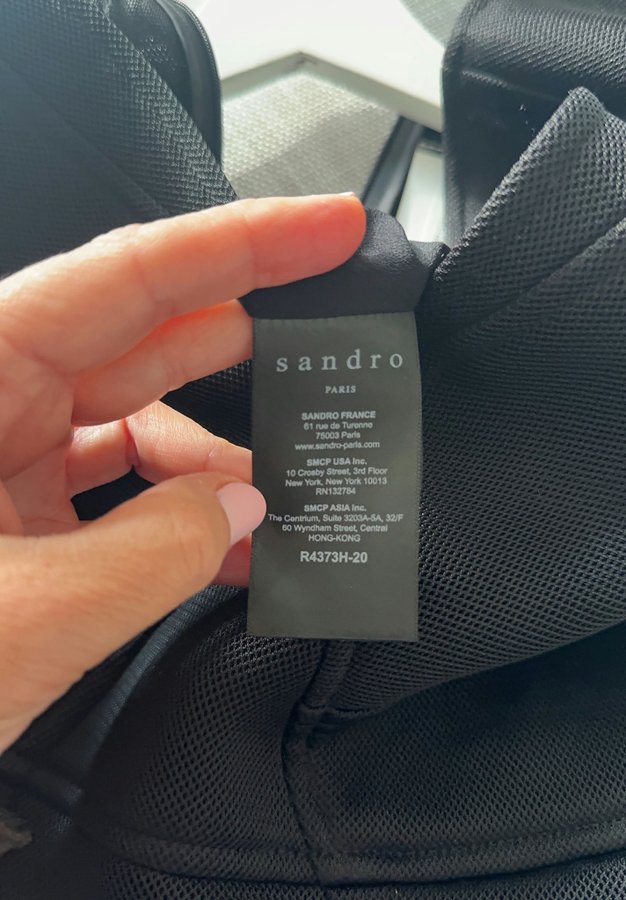 sandro
PARIS
SANDRO FRANCE
61 rue de Turenne
75003 Paris
www.sandro-paris.com
SMCP USA Inc.
10 Crosby Street, 3rd Floor
New York, New York 10013
RN132784
SMCP ASIA Inc.
The Centrium, Suite 3203A-5A, 32/F
60 Wyndham Street, Central
HONG-KONG
R4373H-20